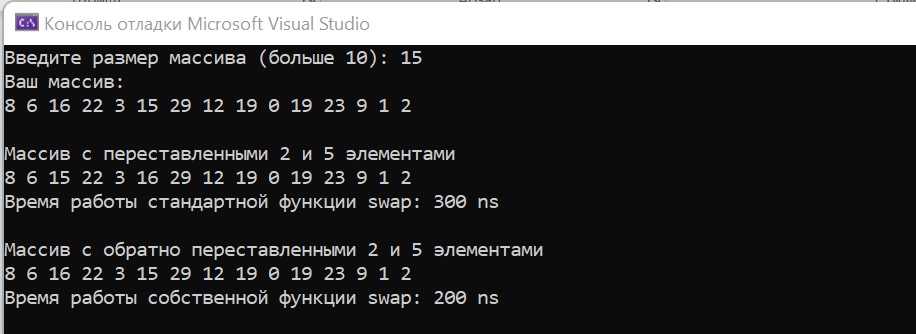 Консоль отладки Microsoft Visual Studio
Введите размер массива (больше 10): 15
Ваш массив:
8 6 16 22 3 15 29 12 19 0 19 23 9 1 2
Массив с переставленными 2 и 5 элементами
8 6 15 22 3 16 29 12 19 0 19 23 9 1 2
Время работы стандартной функции swap: 300 ns
Массив с обратно переставленными 2 и 5 элементами
8 6 16 22 3 15 29 12 19 0 19 23 9 1 2
Время работы собственной функции swap: 200 ns